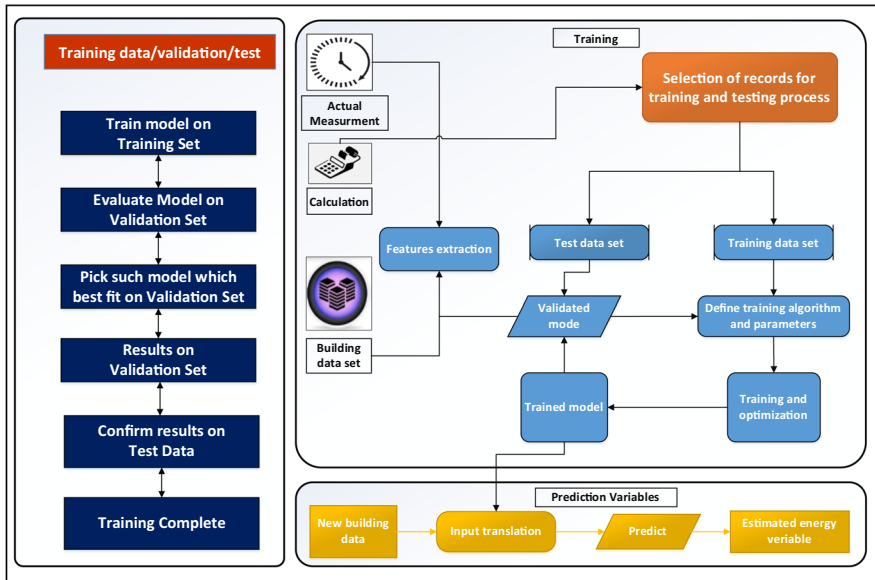 Training data/validation/test
Train model on
Training Set
Evaluate Model on
Validation Set
Pick such model which
best fit on Validation Set
Results on
Validation Set
Confirm results on
Test Data
Training Complete
Training
Actual
Measurment
Calculation
Building
data set
Features extraction
Selection of records for
training and testing process
Test data set
Training data set
Validated
mode
Define training algorithm
and parameters
Trained model
Training and
optimization
Prediction Variables
New building
data
Input translation
Predict
Estimated energy
variable